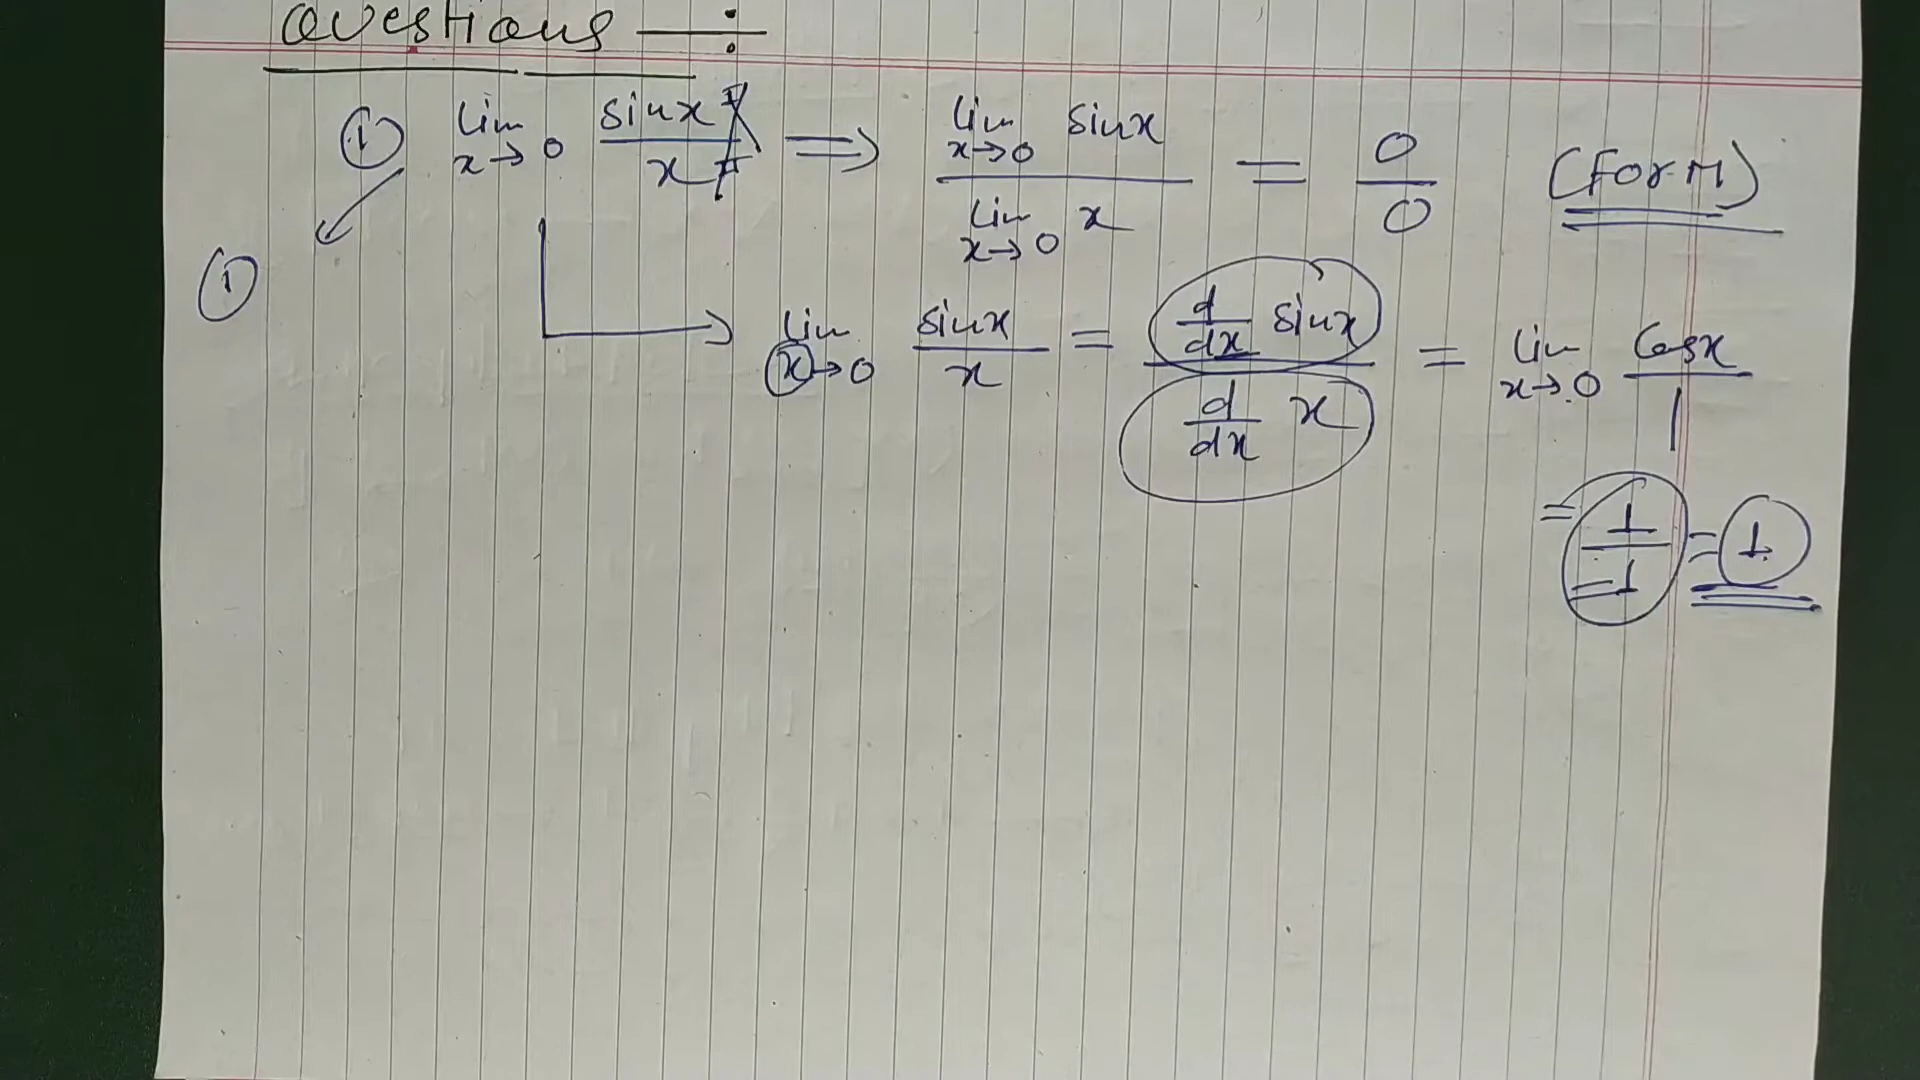 Questions :-
① lim x→0 sinx / x ⇒ lim x→0 sinx / lim x→0 x = 0/0 (Form)
①
lim x→0 sinx / x = d/dx sinx / d/dx x = lim x→0 Cosx / 1
= 1/1 = 1